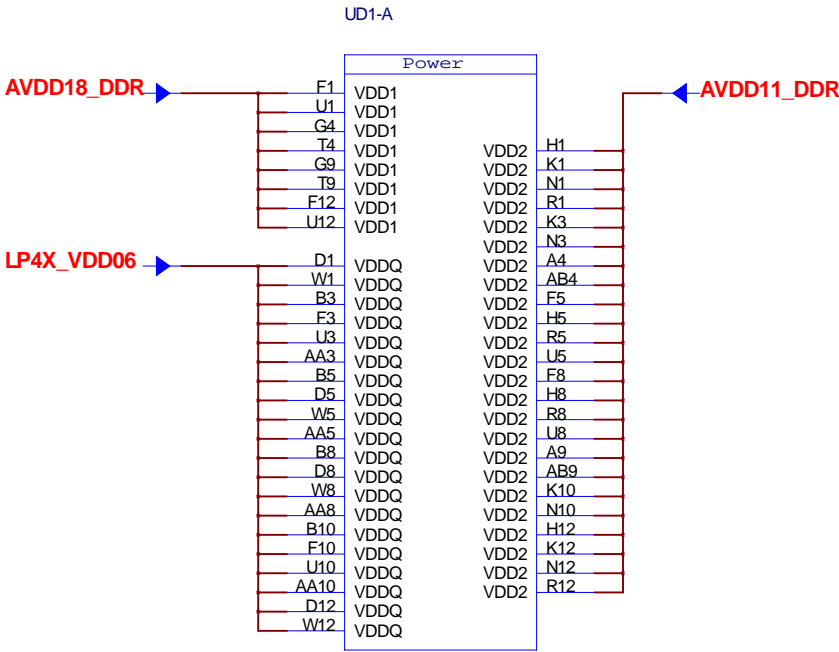 UD1-A
Power
AVDD18_DDR
AVDD11_DDR
F1 VDD1
U1 VDD1
G4 VDD1
T4 VDD1
VDD2 H1
G9 VDD1
VDD2 K1
T9 VDD1
VDD2 N1
F12 VDD1
VDD2 R1
U12 VDD1
VDD2 K3
VDD2 N3
LP4X_VDD06
D1 VDDQ
VDD2 A4
W1 VDDQ
VDD2 AB4
B3 VDDQ
VDD2 F5
F3 VDDQ
VDD2 H5
U3 VDDQ
VDD2 R5
AA3 VDDQ
VDD2 U5
B5 VDDQ
VDD2 F8
D5 VDDQ
VDD2 H8
W5 VDDQ
VDD2 R8
AA5 VDDQ
VDD2 U8
B8 VDDQ
VDD2 A9
D8 VDDQ
VDD2 AB9
W8 VDDQ
VDD2 K10
AA8 VDDQ
VDD2 N10
B10 VDDQ
VDD2 H12
F10 VDDQ
VDD2 K12
U10 VDDQ
VDD2 N12
AA10 VDDQ
VDD2 R12
D12 VDDQ
W12 VDDQ